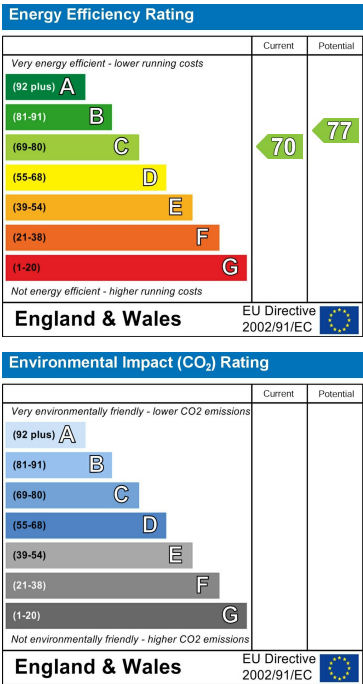 Energy Efficiency Rating
Current Potential
Very energy efficient - lower running costs
(92 plus) A
(81-91) B
(69-80) C
(55-68) D
(39-54) E
(21-38) F
(1-20) G
70
77
Not energy efficient - higher running costs
England & Wales
EU Directive
2002/91/EC
Environmental Impact (CO₂) Rating
Current Potential
Very environmentally friendly - lower CO2 emissions
(92 plus) A
(81-91) B
(69-80) C
(55-68) D
(39-54) E
(21-38) F
(1-20) G
Not environmentally friendly - higher CO2 emissions
England & Wales
EU Directive
2002/91/EC